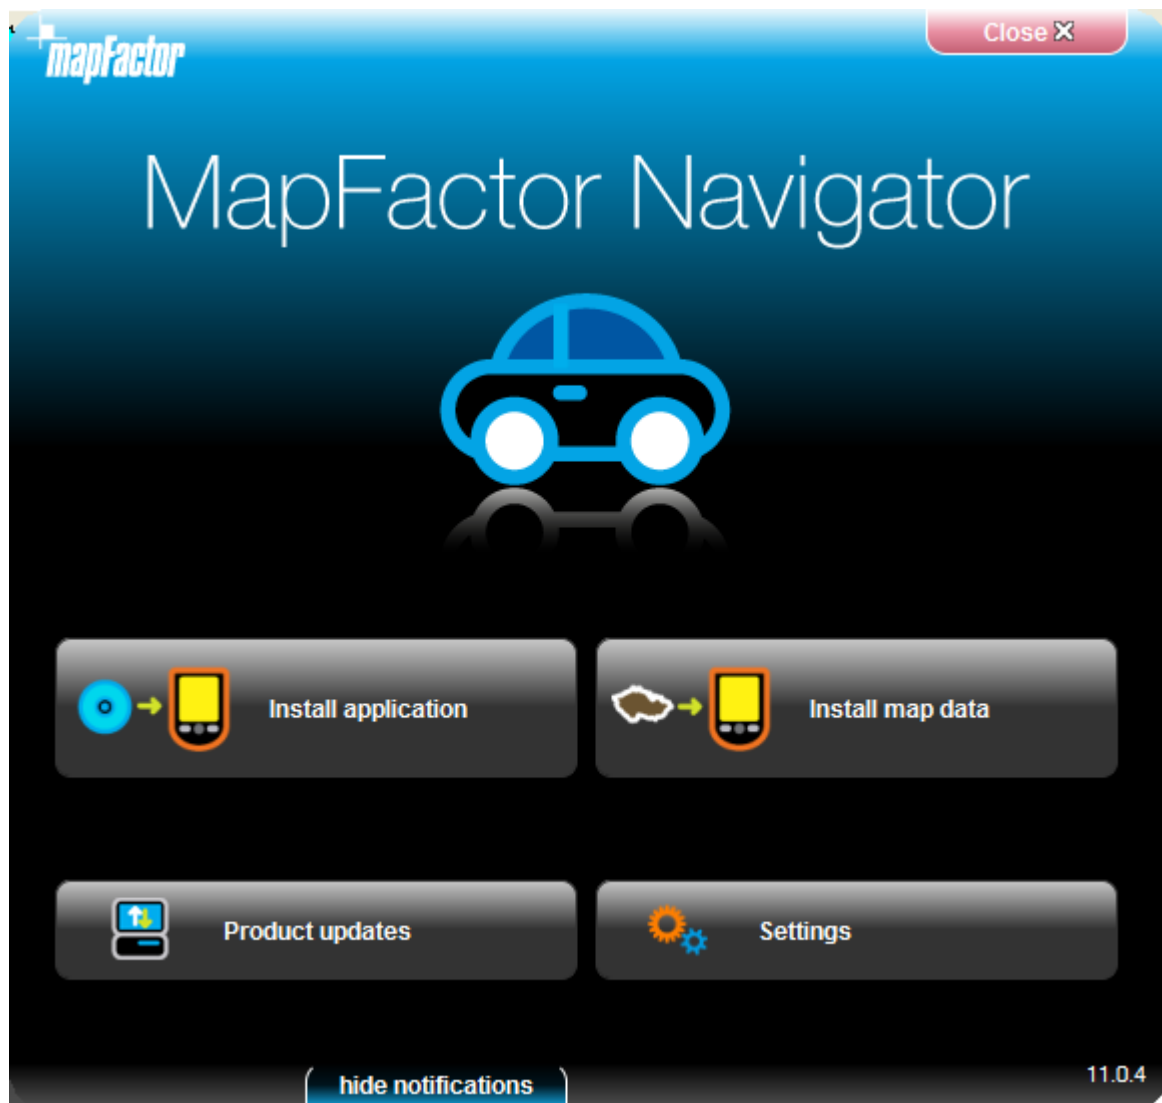 mapFactor
Close
MapFactor Navigator
Install application
Install map data
Product updates
Settings
hide notifications
11.0.4